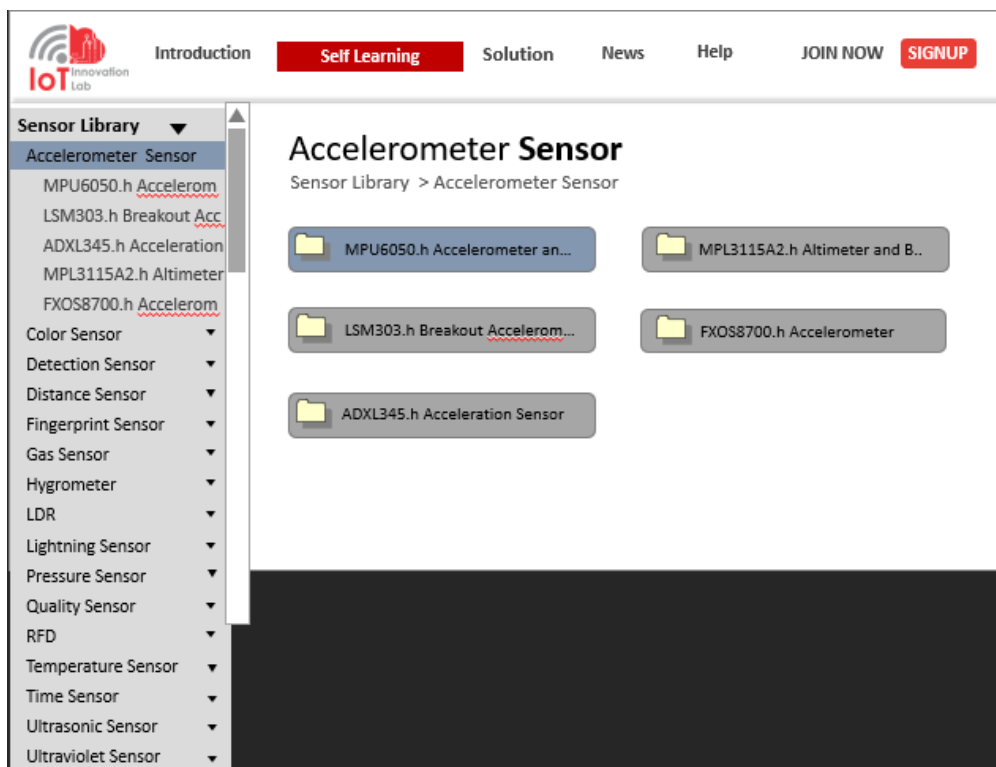 Introduction Self Learning Solution News Help JOIN NOW SIGNUP
IoT Innovation Lab
Sensor Library
Accelerometer Sensor
MPU6050.h Accelerom
LSM303.h Breakout Acc
ADXL345.h Acceleration
MPL3115A2.h Altimeter
FXOS8700.h Accelerom
Color Sensor
Detection Sensor
Distance Sensor
Fingerprint Sensor
Gas Sensor
Hygrometer
LDR
Lightning Sensor
Pressure Sensor
Quality Sensor
RFD
Temperature Sensor
Time Sensor
Ultrasonic Sensor
Ultraviolet Sensor
Accelerometer Sensor
Sensor Library > Accelerometer Sensor
MPU6050.h Accelerometer an...
MPL3115A2.h Altimeter and B..
LSM303.h Breakout Accelerom...
FXOS8700.h Accelerometer
ADXL345.h Acceleration Sensor